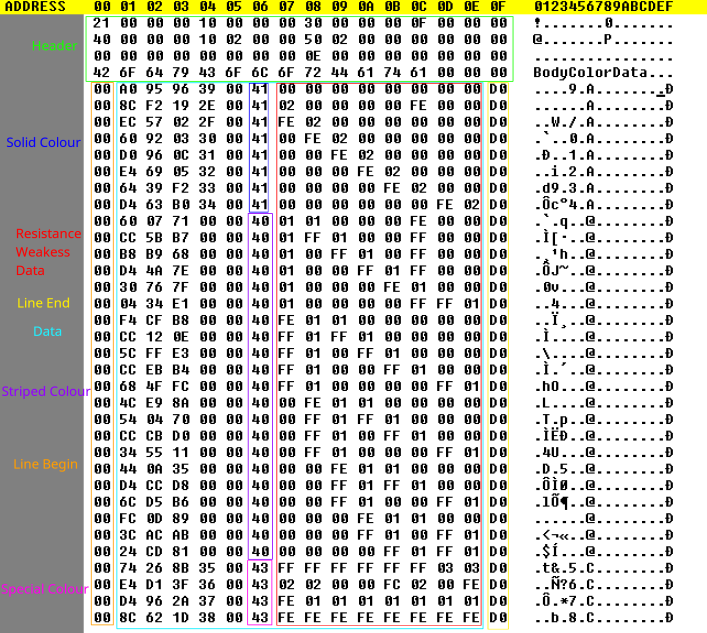 ADDRESS 00 01 02 03 04 05 06 07 08 09 0A 0B 0C 0D 0E 0F 0123456789ABCDEF
21 00 00 00 10 00 00 00 30 00 00 00 0F 00 00 00 !.......0.......
Header 40 00 00 00 10 02 00 00 50 02 00 00 00 00 00 00 @.......P.......
00 00 00 00 00 00 00 00 0E 00 00 00 00 00 00 00 ................
42 6F 64 79 43 6F 6C 6F 72 44 61 74 61 00 00 00 BodyColorData...
00 A0 95 96 39 00 41 00 00 00 00 00 00 00 00 D0 ....9.A........Ð
00 8C F2 19 2E 00 41 02 00 00 00 00 FE 00 00 D0 ......A........Ð
00 EC 57 02 2F 00 41 FE 02 00 00 00 00 00 00 D0 ..W./.A........Ð
Solid Colour 00 60 92 03 30 00 41 00 FE 02 00 00 00 00 00 D0 .`..0.A........Ð
00 D0 96 0C 31 00 41 00 00 FE 02 00 00 00 00 D0 .Ð..1.A........Ð
00 E4 69 05 32 00 41 00 00 00 FE 02 00 00 00 D0 ..i.2.A........Ð
00 64 39 F2 33 00 41 00 00 00 00 FE 02 00 00 D0 .d9.3.A........Ð
00 D4 63 B0 34 00 41 00 00 00 00 00 00 FE 02 D0 .Ôc°4.A........Ð
00 60 07 71 00 00 40 01 01 00 00 00 FE 00 00 D0 .`.q..@........Ð
Resistance 00 CC 5B B7 00 00 40 01 FF 01 00 00 FF 00 00 D0 .Ì[·..@........Ð
Weakess 00 B8 B9 68 00 00 40 01 00 FF 01 00 FF 00 00 D0 .¸¹h..@........Ð
Data 00 D4 4A 7E 00 00 40 01 00 00 FF 01 FF 00 00 D0 .ÔJ~..@........Ð
00 30 76 7F 00 00 40 01 00 00 00 FE 01 00 00 D0 .0v...@........Ð
Line End 00 04 34 E1 00 00 40 01 00 00 00 00 FF FF 01 D0 ..4...@........Ð
00 F4 CF B8 00 00 40 FE 01 01 00 00 00 00 00 D0 ..Ï¸..@........Ð
Data 00 CC 12 0E 00 00 40 FF 01 FF 01 00 00 00 00 D0 .Ì....@........Ð
00 5C FF E3 00 00 40 FF 01 00 FF 01 00 00 00 D0 .\....@........Ð
00 CC EB B4 00 00 40 FF 01 00 00 FF 01 00 00 D0 .Ì.´..@........Ð
Striped Colour 00 68 4F FC 00 00 40 FF 01 00 00 00 00 FF 01 D0 .hO...@........Ð
00 4C E9 8A 00 00 40 00 FE 01 01 00 00 00 00 D0 .L....@........Ð
00 54 04 70 00 00 40 00 FF 01 FF 01 00 00 00 D0 .T.p..@........Ð
00 CC CB D0 00 00 40 00 FF 01 00 FF 01 00 00 D0 .ÌËÐ..@........Ð
00 34 55 11 00 00 40 00 FF 01 00 00 00 FF 01 D0 .4U...@........Ð
Line Begin 00 44 0A 35 00 00 40 00 00 FE 01 01 00 00 00 D0 .D.5..@........Ð
00 D4 CC D8 00 00 40 00 00 FF 01 FF 01 00 00 D0 .ÔÌØ..@........Ð
00 6C D5 B6 00 00 40 00 00 FF 01 00 00 FF 01 D0 .lÕ¶..@........Ð
00 FC 0D 89 00 00 40 00 00 00 FE 01 01 00 00 D0 ......@........Ð
00 3C AC AB 00 00 40 00 00 00 FF 01 00 FF 01 D0 .<¬«..@........Ð
00 24 CD 81 00 00 40 00 00 00 00 FF 01 FF 01 D0 .$Í...@........Ð
00 74 26 8B 35 00 43 FF FF FF FF FF FF 03 03 D0 .t&.5.C........Ð
Special Colour 00 E4 D1 3F 36 00 43 02 02 00 00 FC 02 00 FE D0 ..Ñ?6.C........Ð
00 D4 96 2A 37 00 43 FE 01 01 01 01 01 01 01 D0 .Ô.*7.C........Ð
00 8C 62 1D 38 00 43 FE FE FE FE FE FE FE FE D0 ..b.8.C........Ð